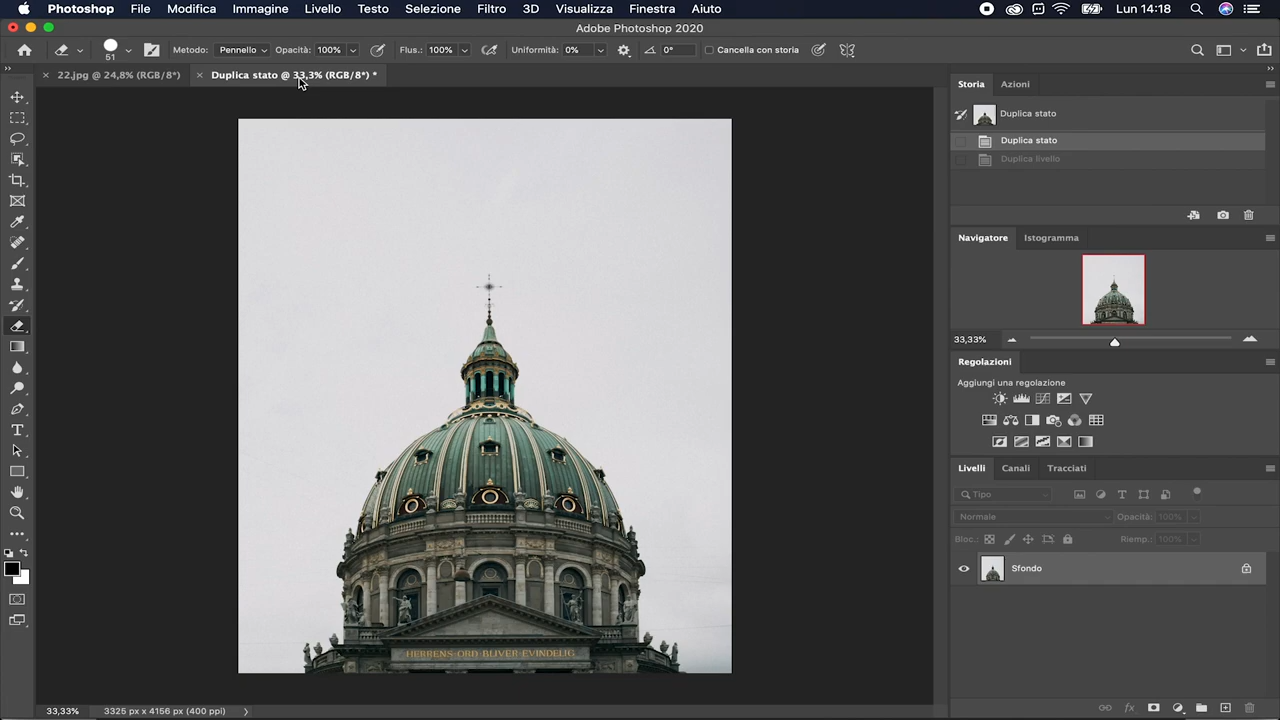 Photoshop File Modifica Immagine Livello Testo Selezione Filtro 3D Visualizza Finestra Aiuto Lun 14:18
Adobe Photoshop 2020
51 Metodo: Pennello Opacità: 100% Flus.: 100% Uniformità: 0% 0° Cancella con storia
22.jpg @ 24,8% (RGB/8*) Duplica stato @ 33,3% (RGB/8*) *
Storia Azioni
Duplica stato
Duplica stato
Duplica livello
Navigatore Istogramma
33,33%
Regolazioni
Aggiungi una regolazione
Livelli Canali Tracciati
Tipo
Normale Opacità: 100%
Bloc.: Riemp.: 100%
Sfondo
HERRENS·ORD·BLIVER·EVINDELIG
33,33% 3325 px x 4156 px (400 ppi)